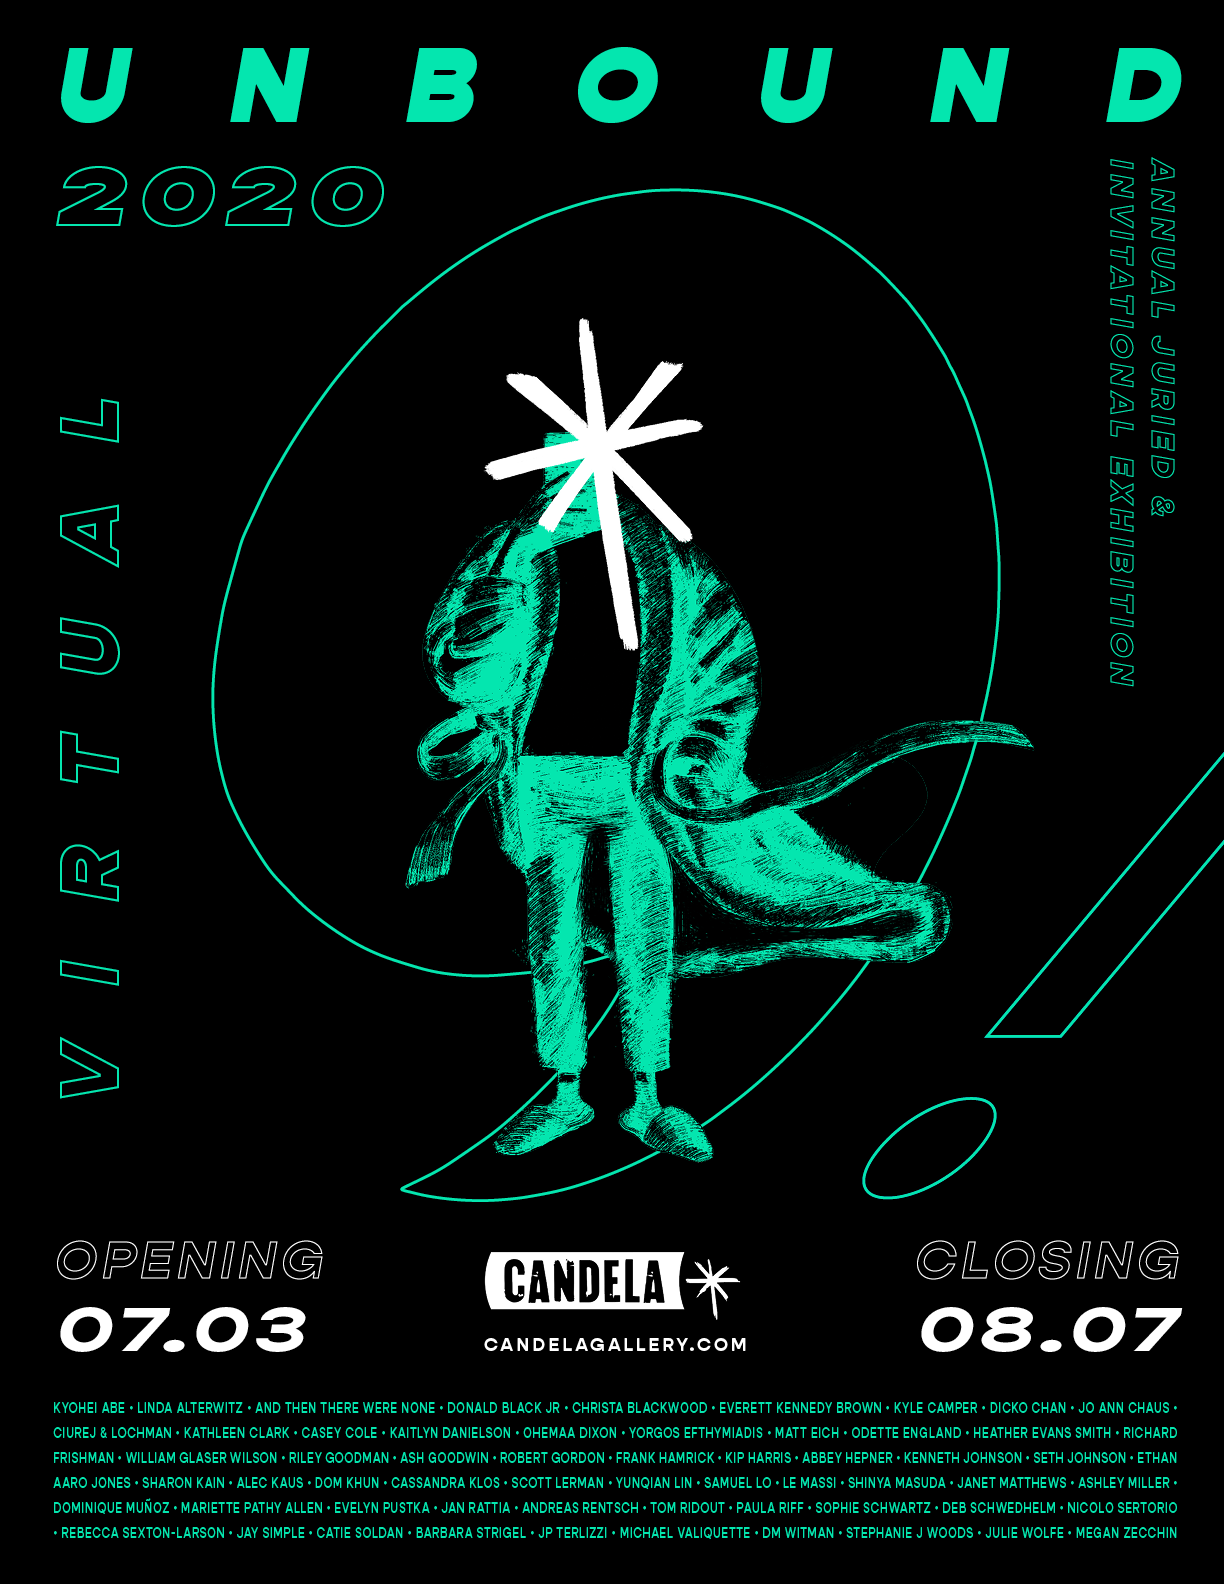 UNBOUND
2020
ANNUAL JURIED &
INVITATIONAL EXHIBITION
VIRTUAL
OPENING
07.03
CANDELA
CANDELAGALLERY.COM
CLOSING
08.07
KYOHEI ABE • LINDA ALTERWITZ • AND THEN THERE WERE NONE • DONALD BLACK JR • CHRISTA BLACKWOOD • EVERETT KENNEDY BROWN • KYLE CAMPER • DICKO CHAN • JO ANN CHAUS •
CIUREJ & LOCHMAN • KATHLEEN CLARK • CASEY COLE • KAITLYN DANIELSON • OHEMAA DIXON • YORGOS EFTHYMIADIS • MATT EICH • ODETTE ENGLAND • HEATHER EVANS SMITH • RICHARD
FRISHMAN • WILLIAM GLASER WILSON • RILEY GOODMAN • ASH GOODWIN • ROBERT GORDON • FRANK HAMRICK • KIP HARRIS • ABBEY HEPNER • KENNETH JOHNSON • SETH JOHNSON • ETHAN
AARO JONES • SHARON KAIN • ALEC KAUS • DOM KHUN • CASSANDRA KLOS • SCOTT LERMAN • YUNQIAN LIN • SAMUEL LO • LE MASSI • SHINYA MASUDA • JANET MATTHEWS • ASHLEY MILLER •
DOMINIQUE MUÑOZ • MARIETTE PATHY ALLEN • EVELYN PUSTKA • JAN RATTIA • ANDREAS RENTSCH • TOM RIDOUT • PAULA RIFF • SOPHIE SCHWARTZ • DEB SCHWEDHELM • NICOLO SERTORIO
• REBECCA SEXTON-LARSON • JAY SIMPLE • CATIE SOLDAN • BARBARA STRIGEL • JP TERLIZZI • MICHAEL VALIQUETTE • DM WITMAN • STEPHANIE J WOODS • JULIE WOLFE • MEGAN ZECCHIN